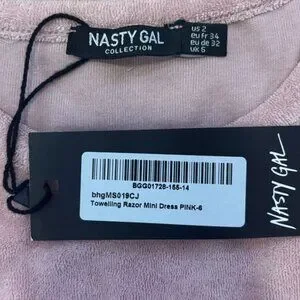 NASTY GAL
COLLECTION
us 2
eu fr 34
eu de 32
uk 6
BGG01728-155-14
bhgMS019CJ
Towelling Razor Mini Dress PINK-6
NASTY GAL